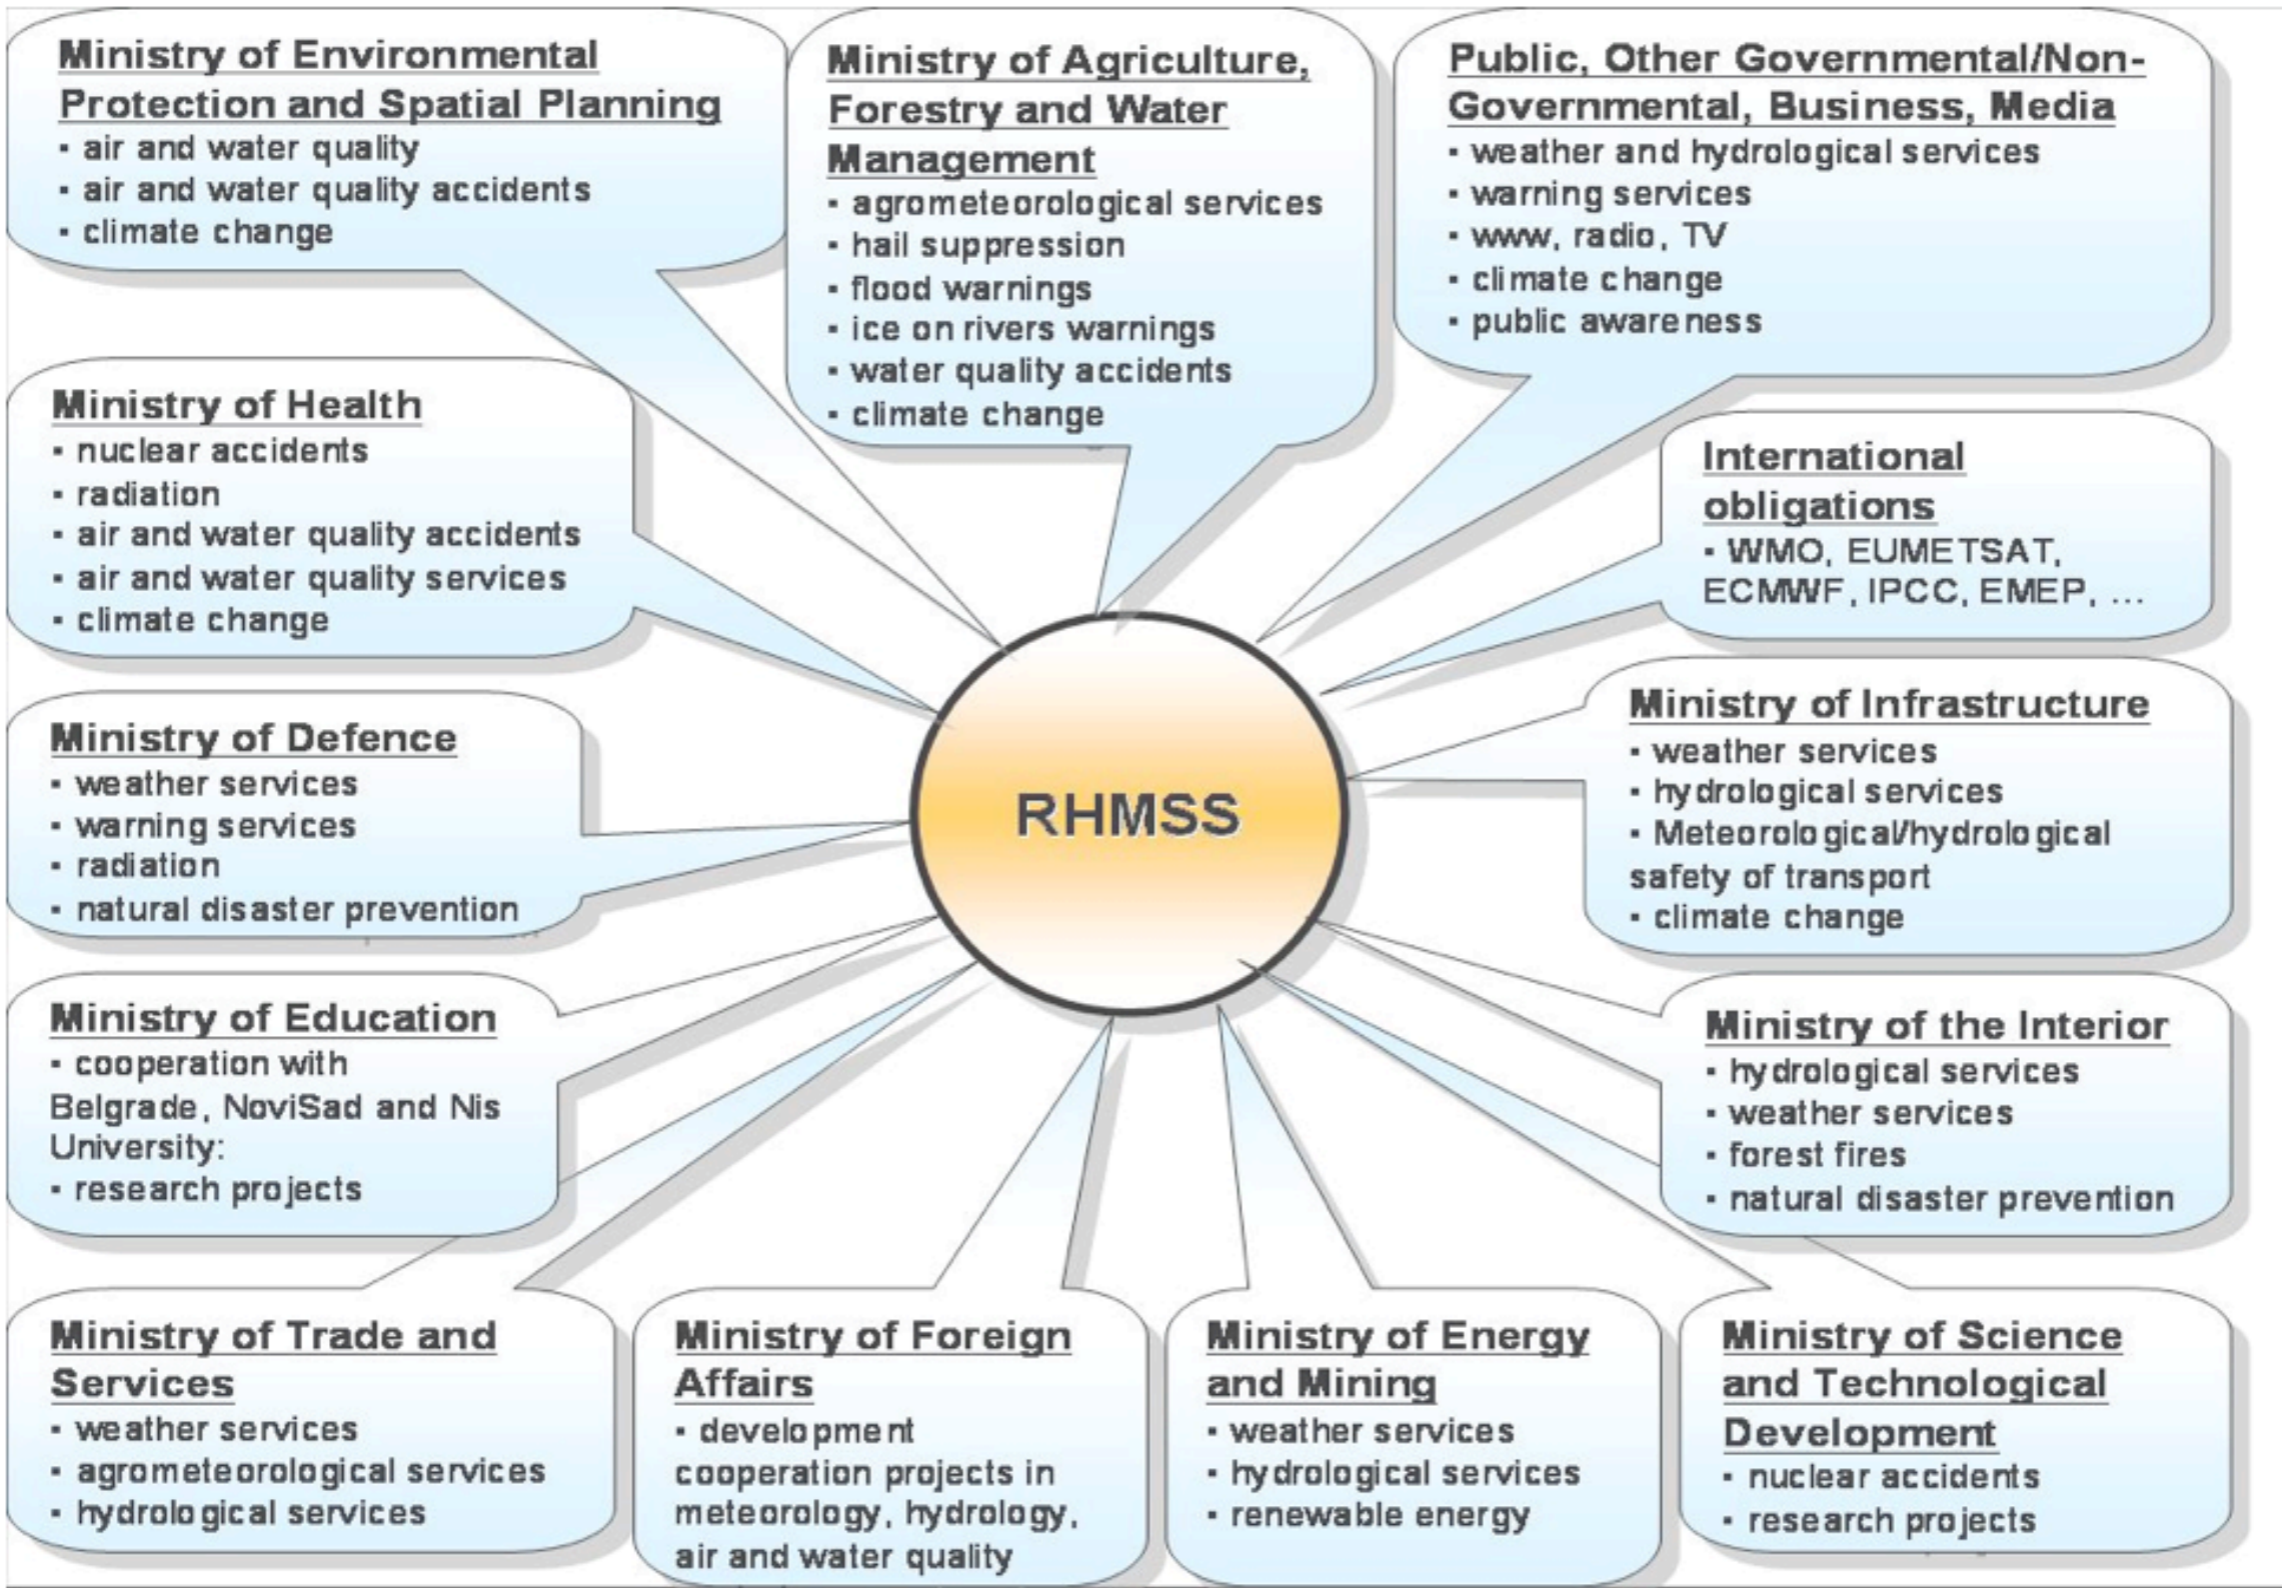 Ministry of Environmental
Protection and Spatial Planning
▪ air and water quality
▪ air and water quality accidents
▪ climate change
Ministry of Agriculture,
Forestry and Water
Management
▪ agrometeorological services
▪ hail suppression
▪ flood warnings
▪ ice on rivers warnings
▪ water quality accidents
▪ climate change
Public, Other Governmental/Non-
Governmental, Business, Media
▪ weather and hydrological services
▪ warning services
▪ www, radio, TV
▪ climate change
▪ public awareness
Ministry of Health
▪ nuclear accidents
▪ radiation
▪ air and water quality accidents
▪ air and water quality services
▪ climate change
International
obligations
▪ WMO, EUMETSAT,
ECMWF, IPCC, EMEP, ...
Ministry of Defence
▪ weather services
▪ warning services
▪ radiation
▪ natural disaster prevention
RHMSS
Ministry of Infrastructure
▪ weather services
▪ hydrological services
▪ Meteorological/hydrological
safety of transport
▪ climate change
Ministry of Education
▪ cooperation with
Belgrade, NoviSad and Nis
University:
▪ research projects
Ministry of the Interior
▪ hydrological services
▪ weather services
▪ forest fires
▪ natural disaster prevention
Ministry of Trade and
Services
▪ weather services
▪ agrometeorological services
▪ hydrological services
Ministry of Foreign
Affairs
▪ development
cooperation projects in
meteorology, hydrology,
air and water quality
Ministry of Energy
and Mining
▪ weather services
▪ hydrological services
▪ renewable energy
Ministry of Science
and Technological
Development
▪ nuclear accidents
▪ research projects